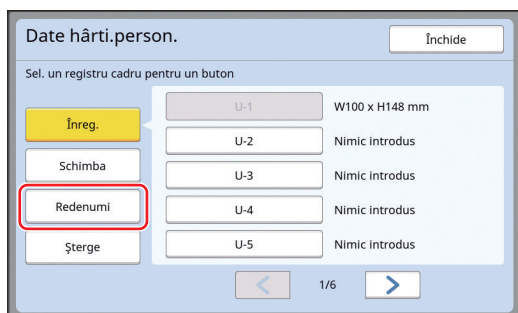 Date hârti.person.
Închide
Sel. un registru cadru pentru un buton
Înreg.
Schimba
Redenumi
Şterge
U-1 W100 x H148 mm
U-2 Nimic introdus
U-3 Nimic introdus
U-4 Nimic introdus
U-5 Nimic introdus
1/6